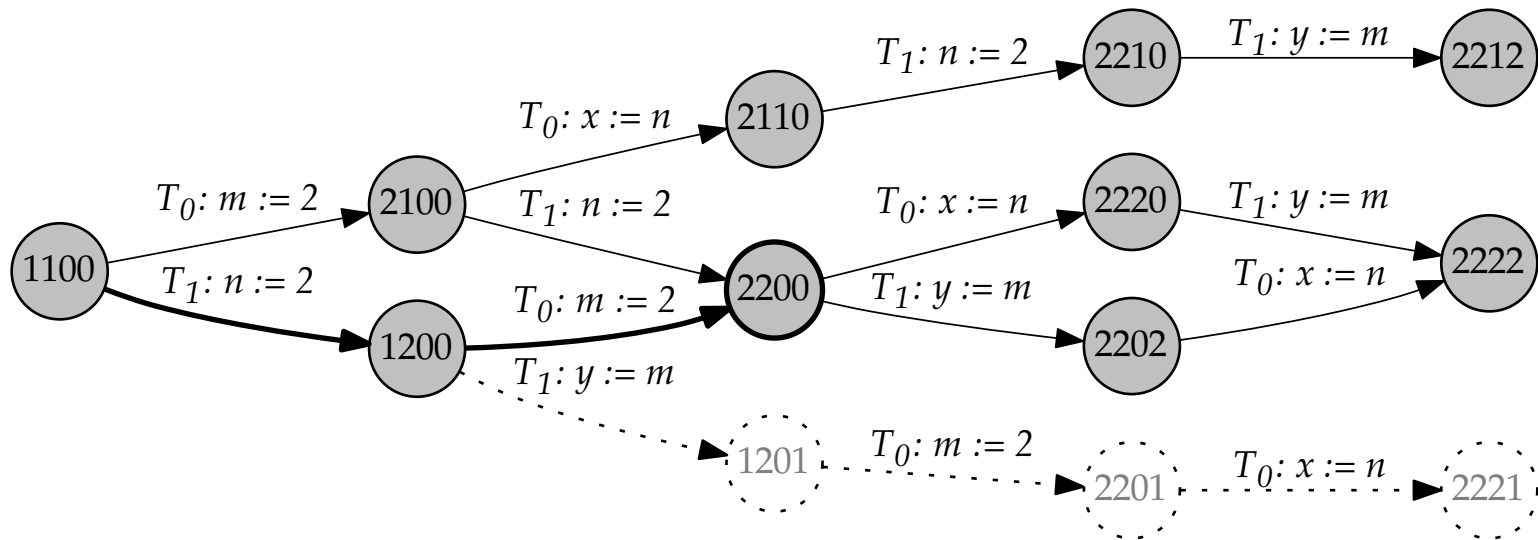 T0: m := 2
T1: n := 2
T0: x := n
T1: n := 2
T0: m := 2
T1: y := m
T1: n := 2
T0: x := n
T1: y := m
T0: m := 2
T1: y := m
T1: y := m
T0: x := n
T0: x := n
1100
2100
1200
2110
2200
1201
2210
2220
2202
2201
2212
2222
2221